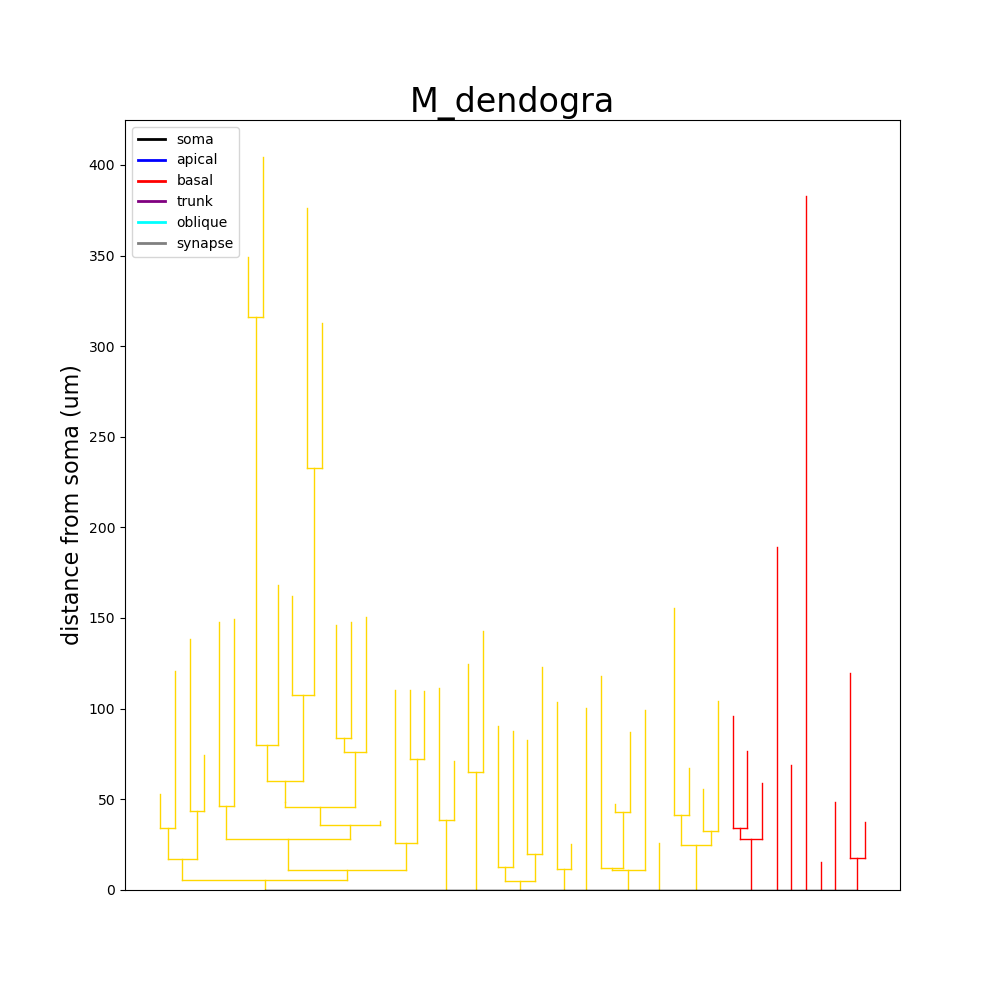 M_dendogra
soma
apical
basal
trunk
oblique
synapse
distance from soma (um)
400
350
300
250
200
150
100
50
0